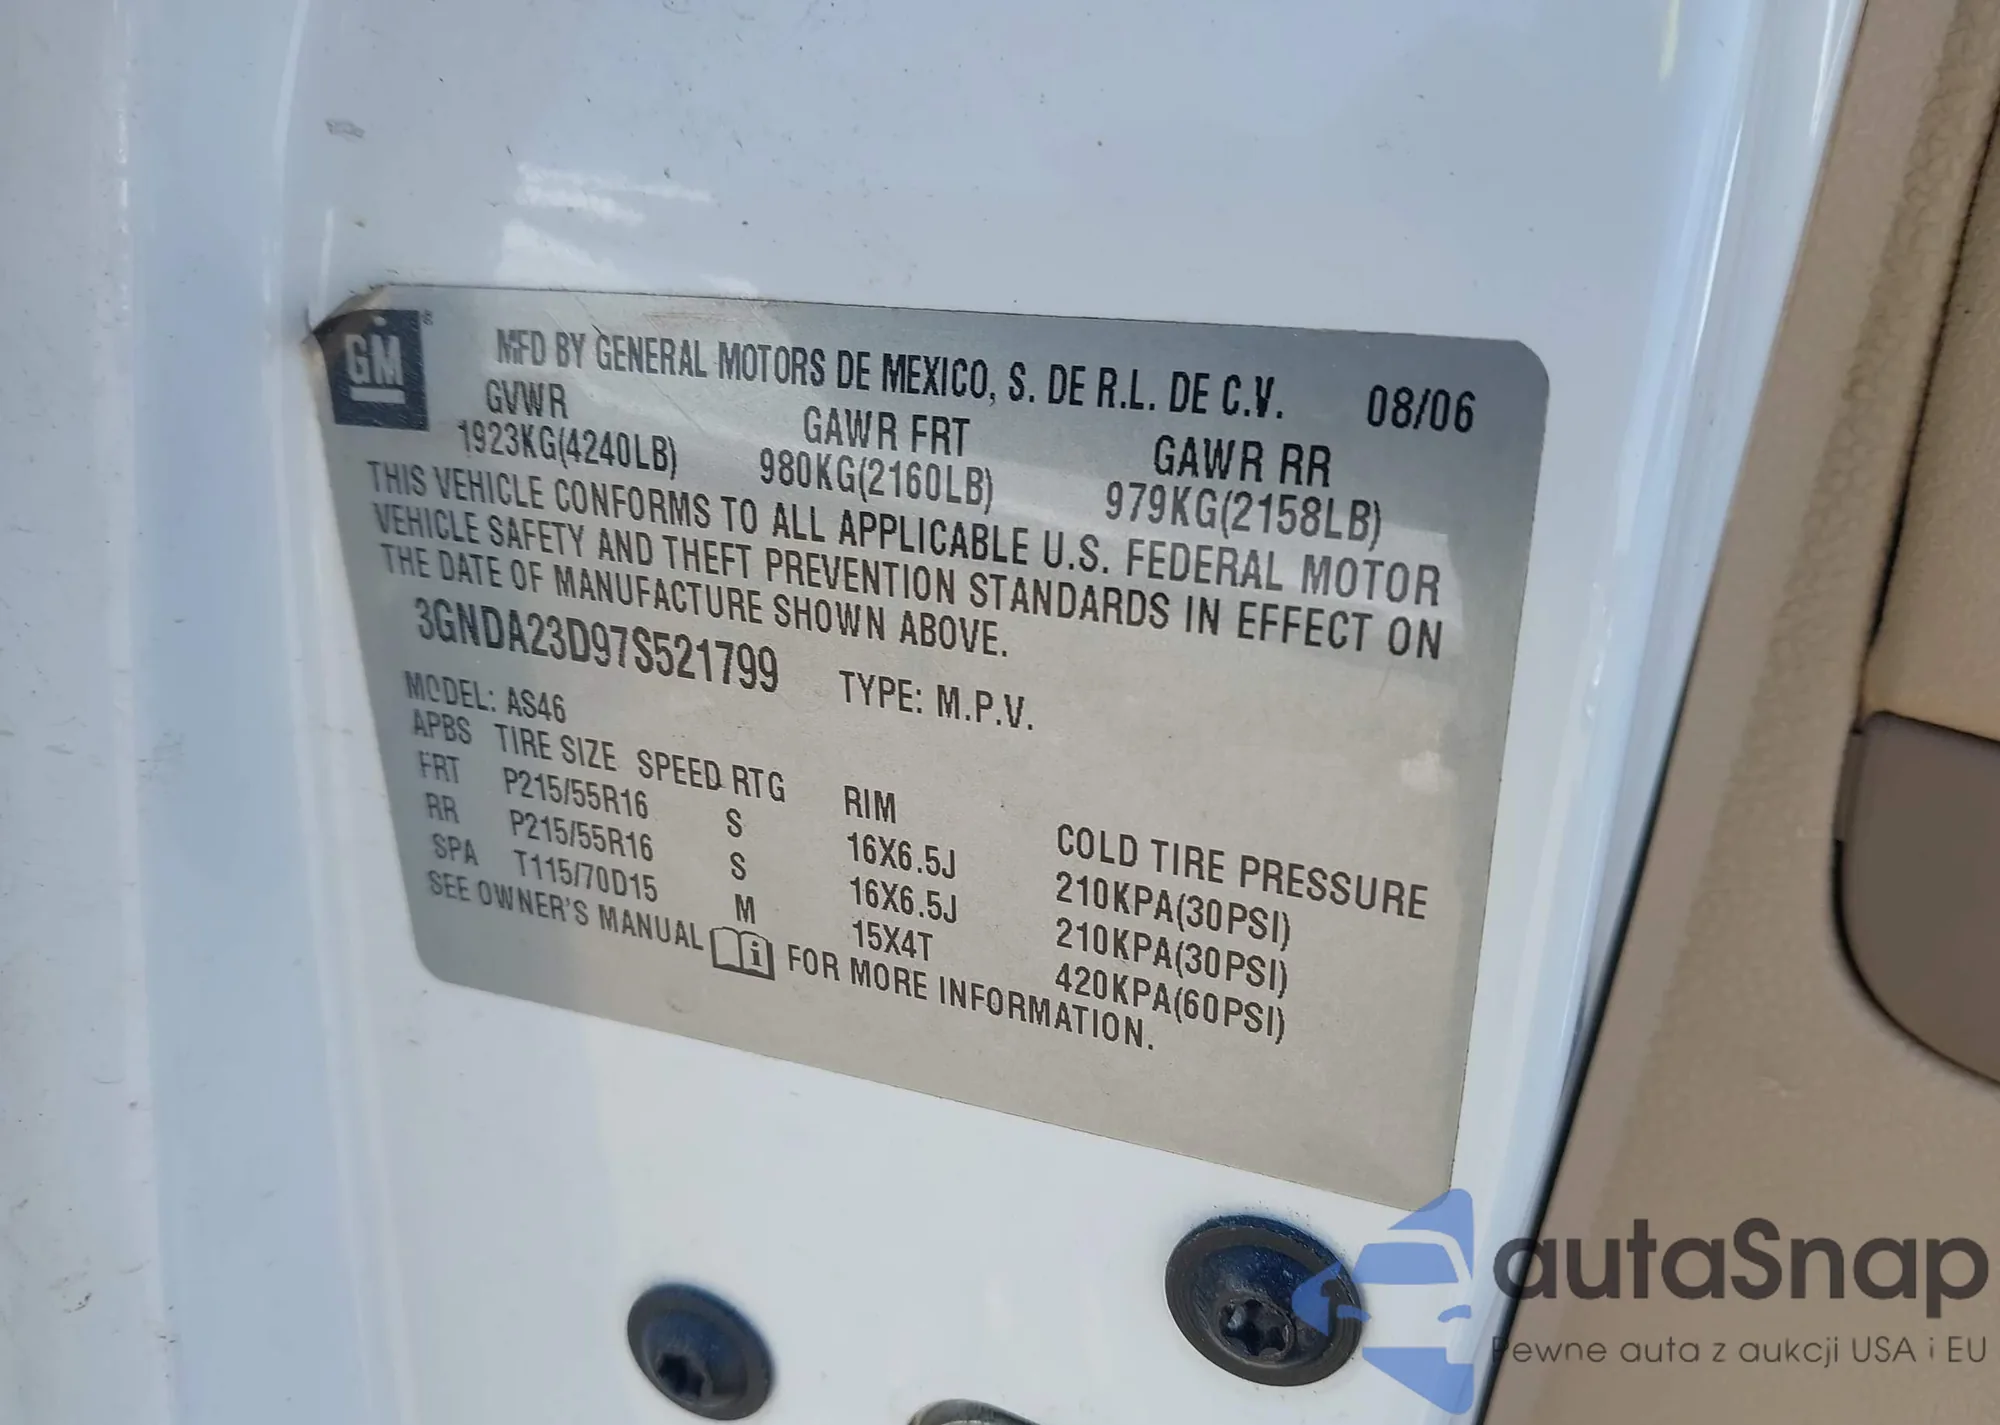 GM
MFD BY GENERAL MOTORS DE MEXICO, S. DE R.L. DE C.V. 08/06
GVWR GAWR FRT GAWR RR
1923KG(4240LB) 980KG(2160LB) 979KG(2158LB)
THIS VEHICLE CONFORMS TO ALL APPLICABLE U.S. FEDERAL MOTOR
VEHICLE SAFETY AND THEFT PREVENTION STANDARDS IN EFFECT ON
THE DATE OF MANUFACTURE SHOWN ABOVE.
3GNDA23D97S521799 TYPE: M.P.V.
MODEL: AS46
APBS TIRE SIZE SPEED RTG RIM COLD TIRE PRESSURE
FRT P215/55R16 S 16X6.5J 210KPA(30PSI)
RR P215/55R16 S 16X6.5J 210KPA(30PSI)
SPA T115/70D15 M 15X4T 420KPA(60PSI)
SEE OWNER'S MANUAL FOR MORE INFORMATION.
autaSnap
Pewne auta z aukcji USA i EU